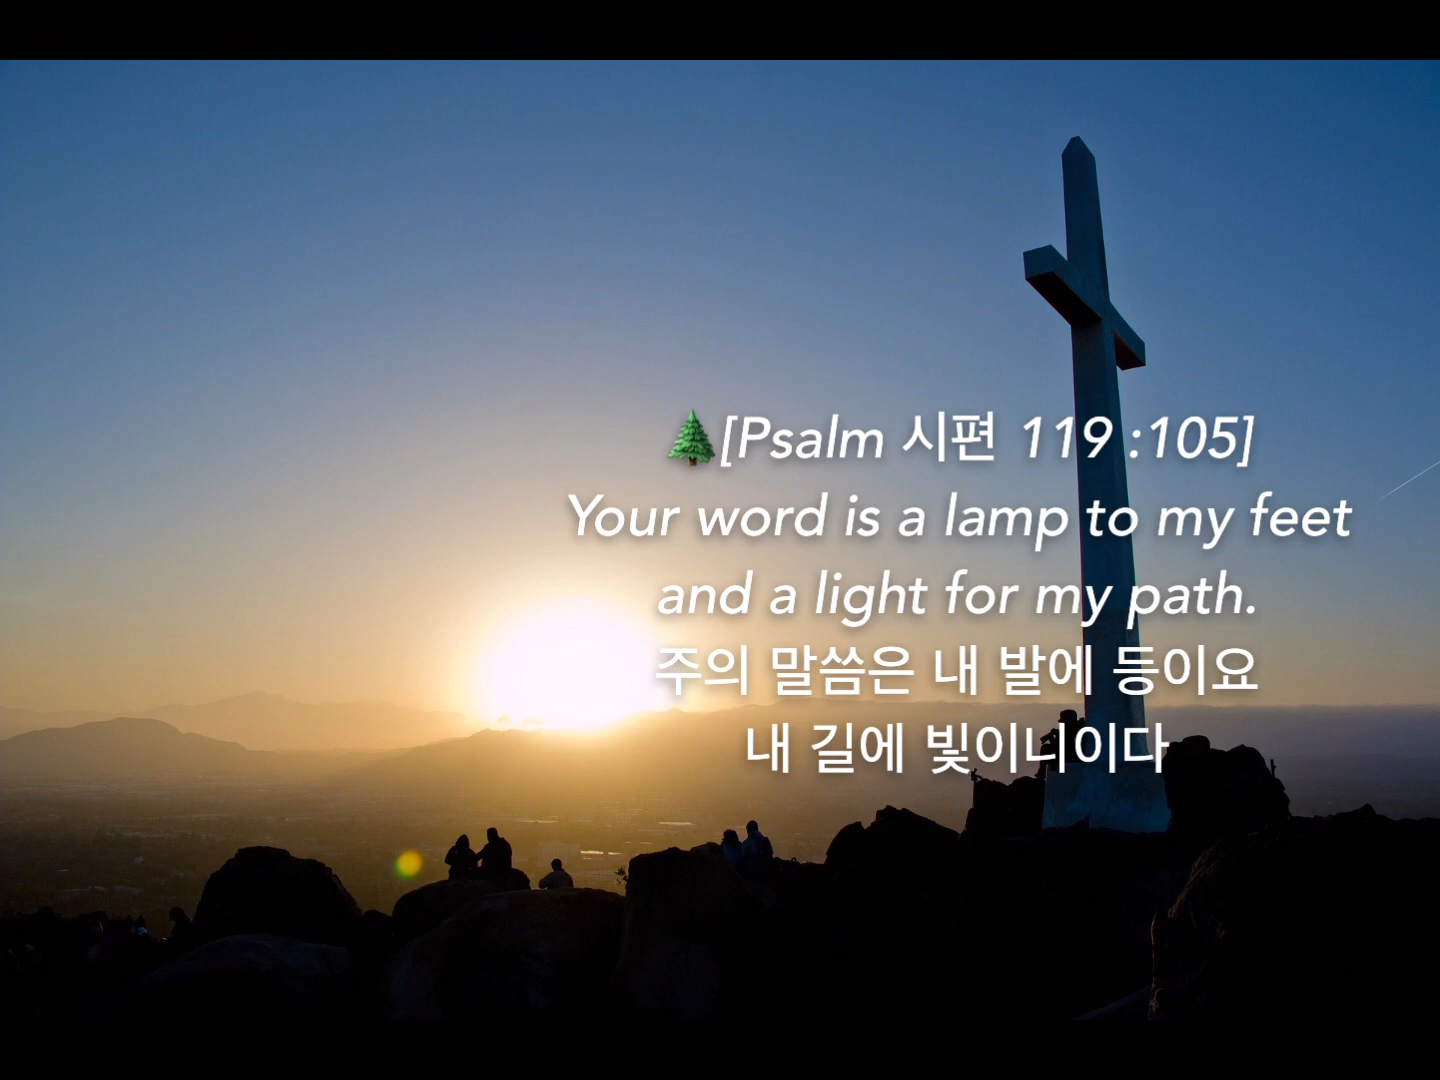 🌲[Psalm 시편 119 :105]
Your word is a lamp to my feet
and a light for my path.
주의 말씀은 내 발에 등이요
내 길에 빛이니이다